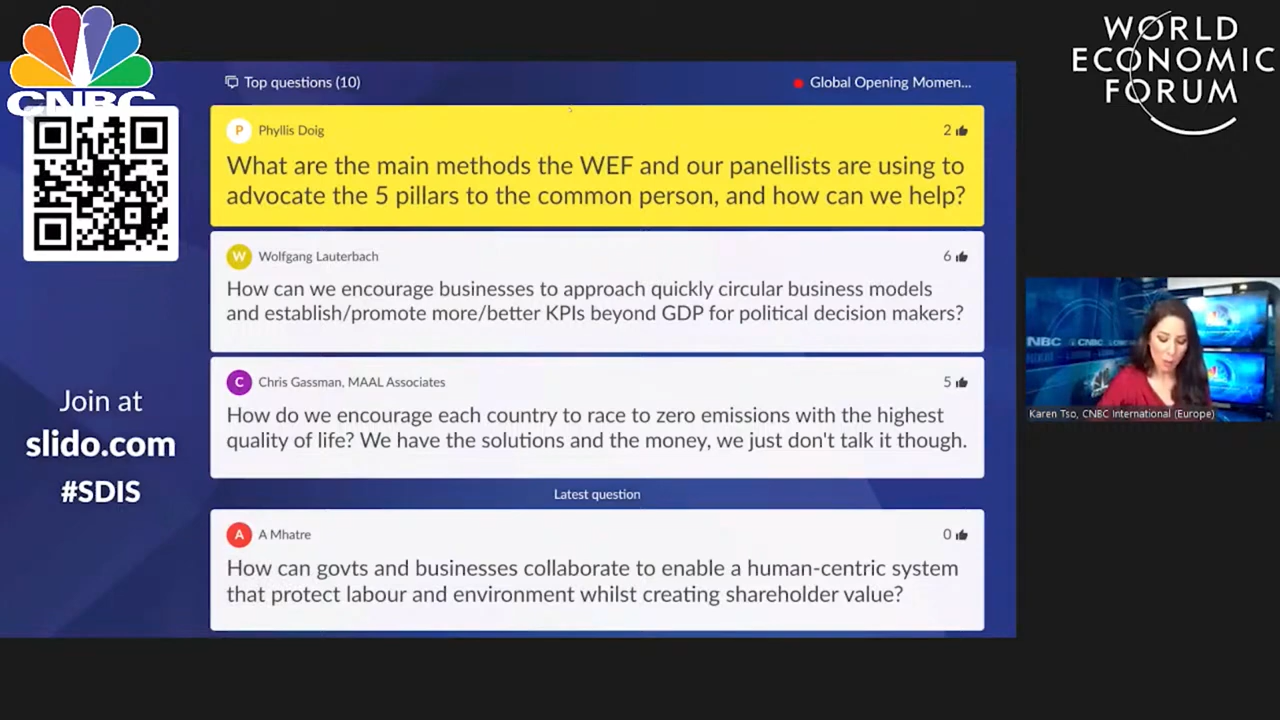 CNBC
WORLD
ECONOMIC
FORUM
Top questions (10)
Global Opening Momen...
P
Phyllis Doig
2
What are the main methods the WEF and our panellists are using to
advocate the 5 pillars to the common person, and how can we help?
W
Wolfgang Lauterbach
6
How can we encourage businesses to approach quickly circular business models
and establish/promote more/better KPIs beyond GDP for political decision makers?
C
Chris Gassman, MAAL Associates
5
How do we encourage each country to race to zero emissions with the highest
quality of life? We have the solutions and the money, we just don't talk it though.
Latest question
A
A Mhatre
0
How can govts and businesses collaborate to enable a human-centric system
that protect labour and environment whilst creating shareholder value?
Join at
slido.com
#SDIS
NBC
CNBC
Karen Tso, CNBC International (Europe)